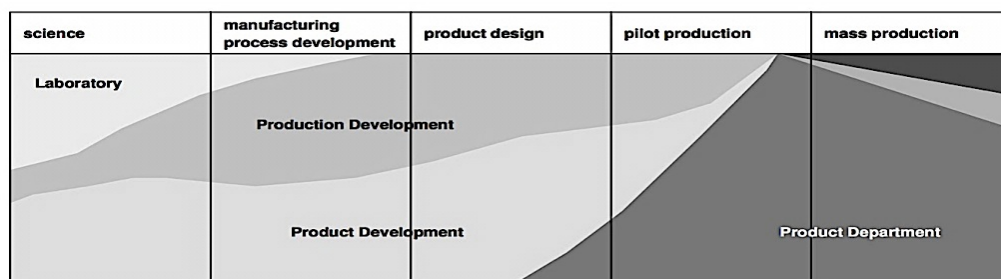 science
manufacturing
process development
product design
pilot production
mass production
Laboratory
Production Development
Product Development
Product Department